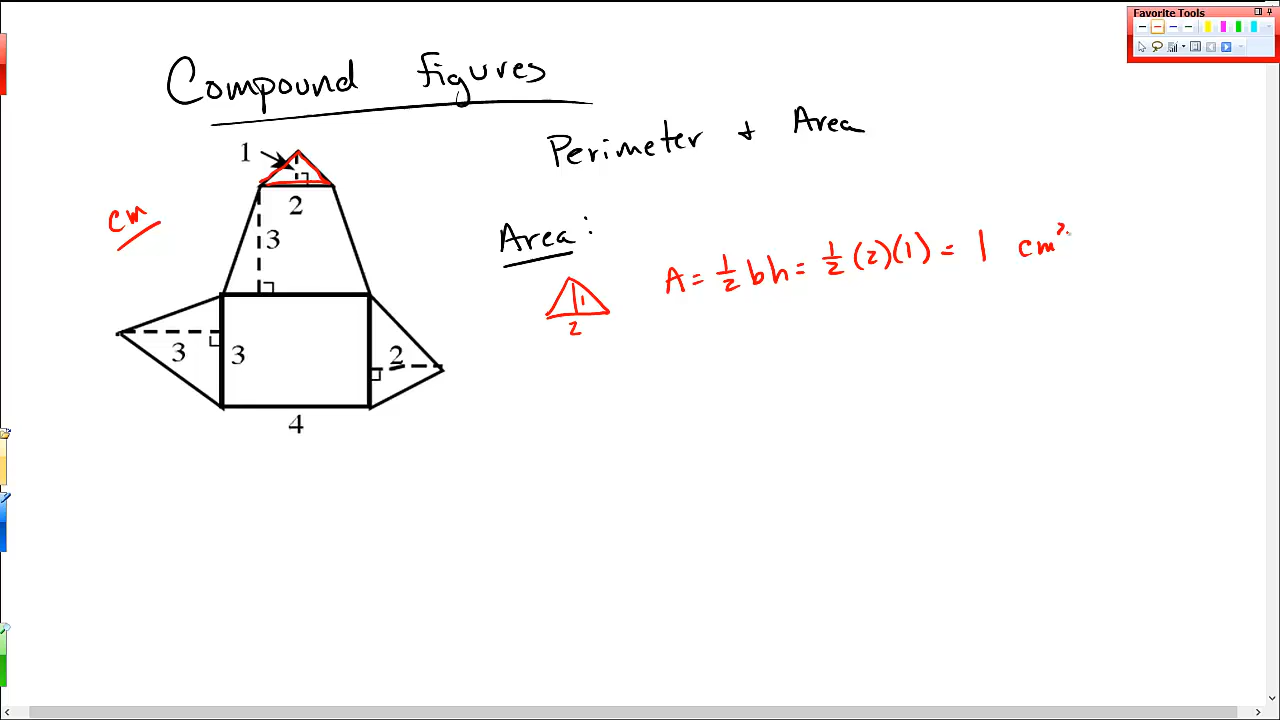 Favorite Tools
Compound figures
Perimeter + Area
1
2
cm
3
Area:
A = 1/2 bh = 1/2 (2)(1) = 1 cm²
1
2
3
3
2
4